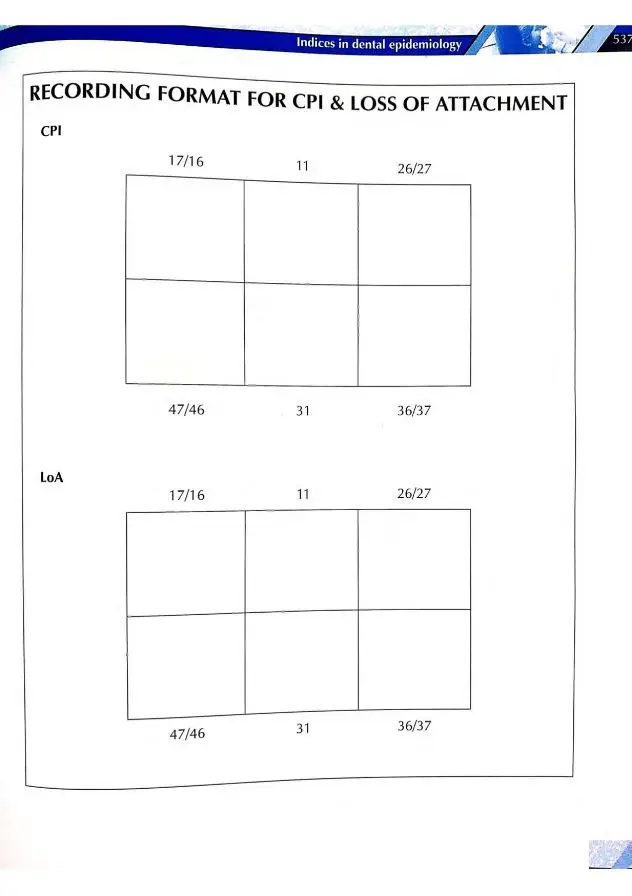 Indices in dental epidemiology 537
RECORDING FORMAT FOR CPI & LOSS OF ATTACHMENT
CPI
17/16 11 26/27
47/46 31 36/37
LoA
17/16 11 26/27
47/46 31 36/37